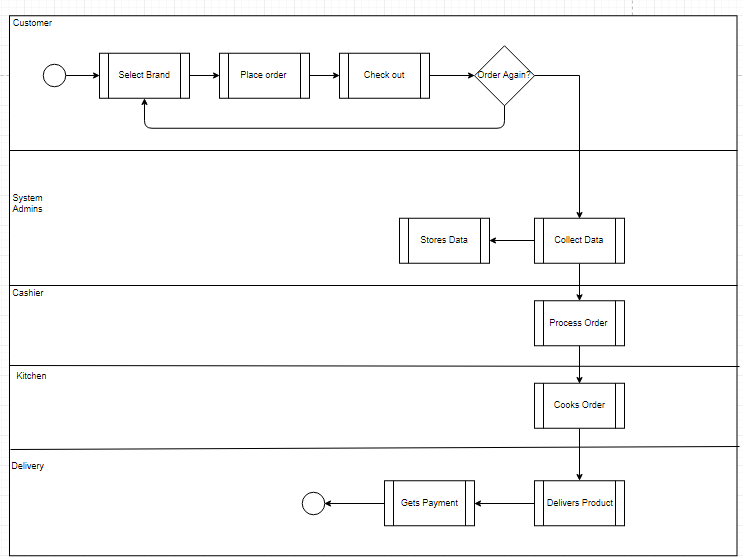 Customer
Select Brand
Place order
Check out
Order Again?
System
Admins
Stores Data
Collect Data
Cashier
Process Order
Kitchen
Cooks Order
Delivery
Gets Payment
Delivers Product